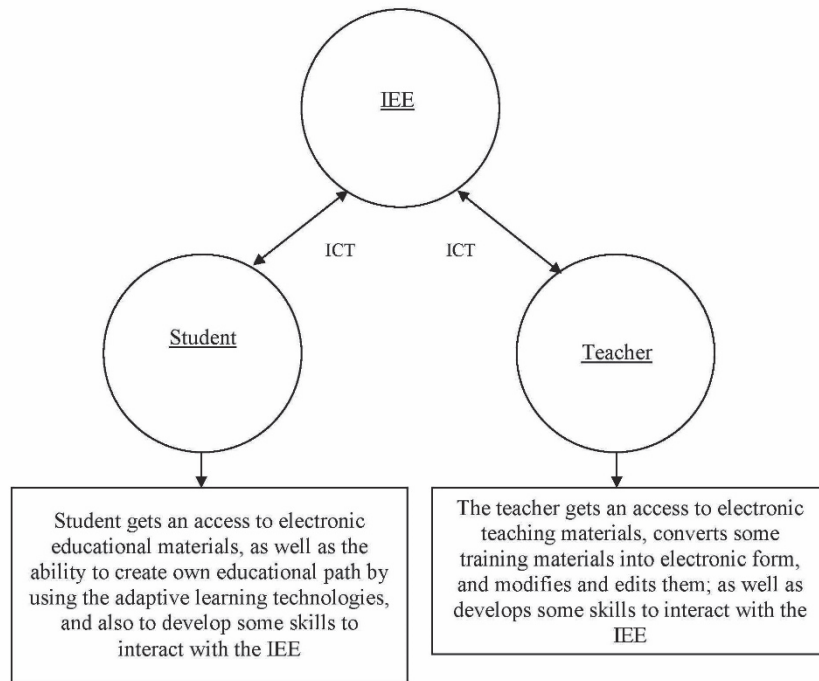 IEE
ICT
ICT
Student
Teacher
Student gets an access to electronic
educational materials, as well as the
ability to create own educational path by
using the adaptive learning technologies,
and also to develop some skills to
interact with the IEE
The teacher gets an access to electronic
teaching materials, converts some
training materials into electronic form,
and modifies and edits them; as well as
develops some skills to interact with the
IEE